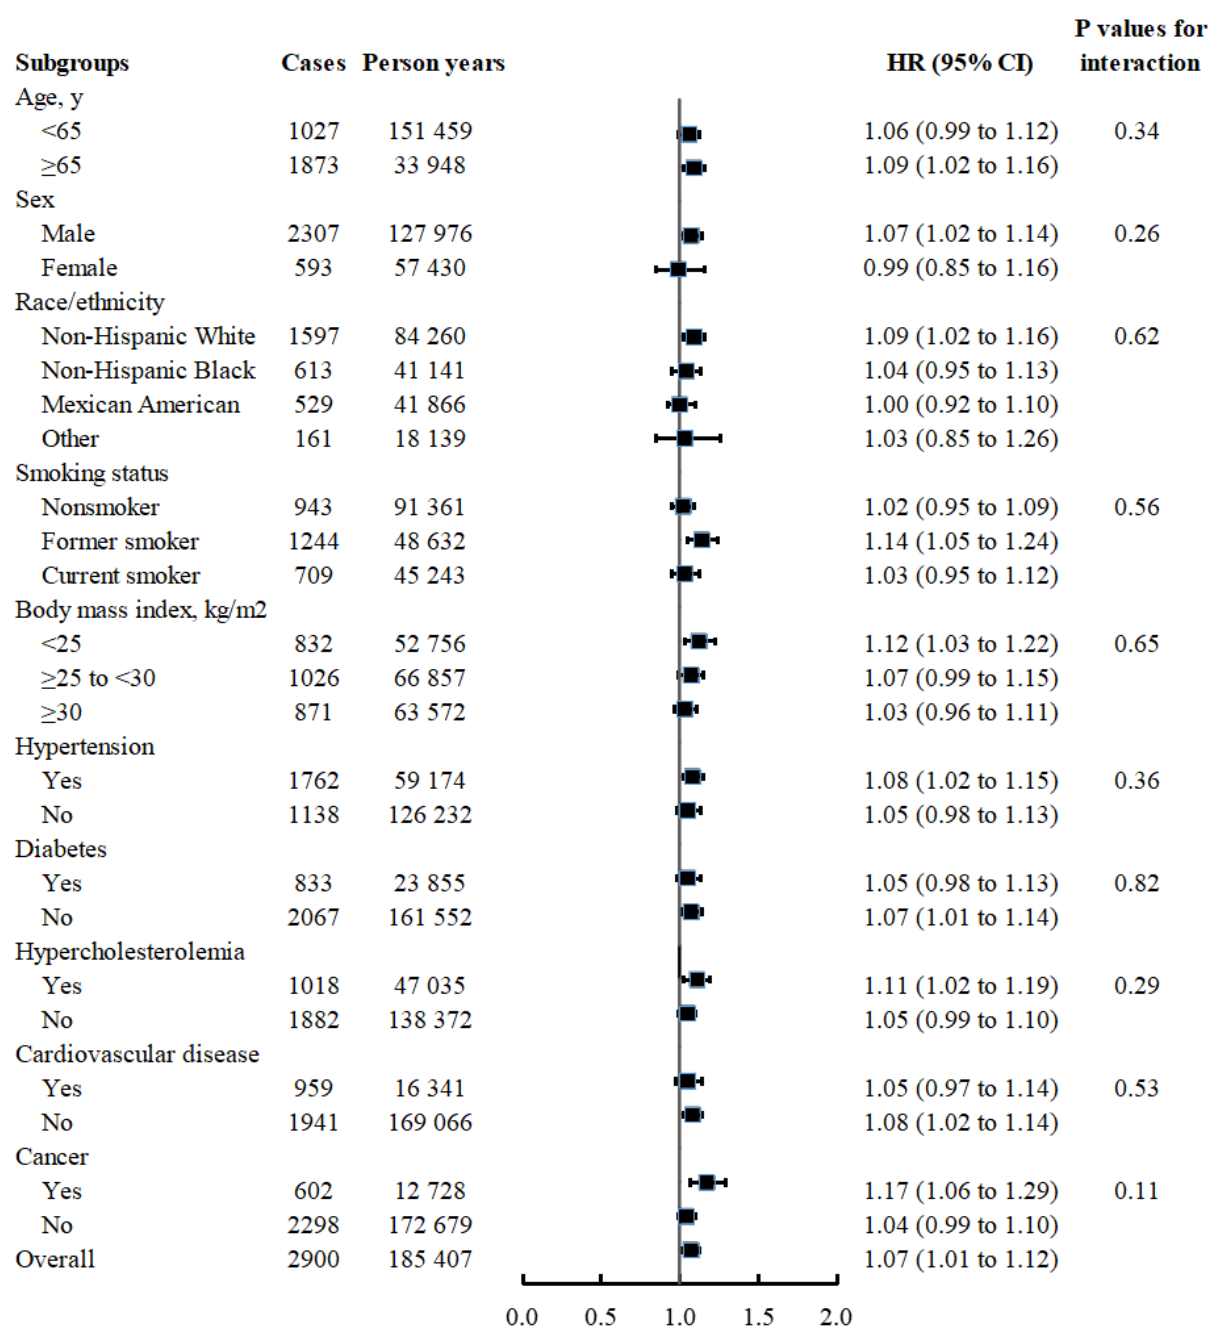 P values for
Subgroups Cases Person years HR (95% CI) interaction
Age, y
<65 1027 151 459 1.06 (0.99 to 1.12) 0.34
≥65 1873 33 948 1.09 (1.02 to 1.16)
Sex
Male 2307 127 976 1.07 (1.02 to 1.14) 0.26
Female 593 57 430 0.99 (0.85 to 1.16)
Race/ethnicity
Non-Hispanic White 1597 84 260 1.09 (1.02 to 1.16) 0.62
Non-Hispanic Black 613 41 141 1.04 (0.95 to 1.13)
Mexican American 529 41 866 1.00 (0.92 to 1.10)
Other 161 18 139 1.03 (0.85 to 1.26)
Smoking status
Nonsmoker 943 91 361 1.02 (0.95 to 1.09) 0.56
Former smoker 1244 48 632 1.14 (1.05 to 1.24)
Current smoker 709 45 243 1.03 (0.95 to 1.12)
Body mass index, kg/m2
<25 832 52 756 1.12 (1.03 to 1.22) 0.65
≥25 to <30 1026 66 857 1.07 (0.99 to 1.15)
≥30 871 63 572 1.03 (0.96 to 1.11)
Hypertension
Yes 1762 59 174 1.08 (1.02 to 1.15) 0.36
No 1138 126 232 1.05 (0.98 to 1.13)
Diabetes
Yes 833 23 855 1.05 (0.98 to 1.13) 0.82
No 2067 161 552 1.07 (1.01 to 1.14)
Hypercholesterolemia
Yes 1018 47 035 1.11 (1.02 to 1.19) 0.29
No 1882 138 372 1.05 (0.99 to 1.10)
Cardiovascular disease
Yes 959 16 341 1.05 (0.97 to 1.14) 0.53
No 1941 169 066 1.08 (1.02 to 1.14)
Cancer
Yes 602 12 728 1.17 (1.06 to 1.29) 0.11
No 2298 172 679 1.04 (0.99 to 1.10)
Overall 2900 185 407 1.07 (1.01 to 1.12)
0.0 0.5 1.0 1.5 2.0